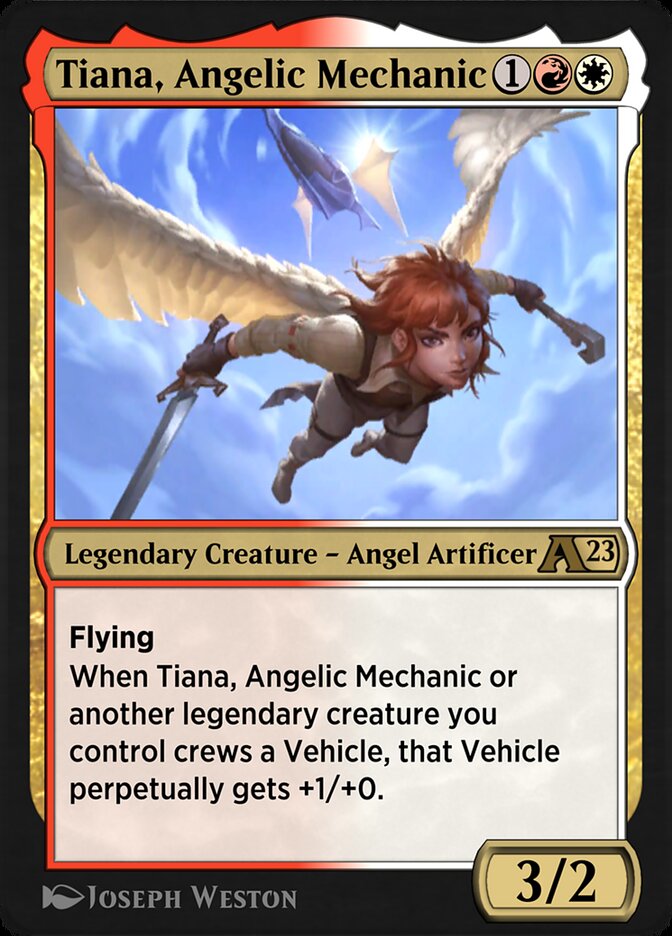 Tiana, Angelic Mechanic 1
Legendary Creature – Angel Artificer A23
Flying
When Tiana, Angelic Mechanic or
another legendary creature you
control crews a Vehicle, that Vehicle
perpetually gets +1/+0.
3/2
Joseph Weston